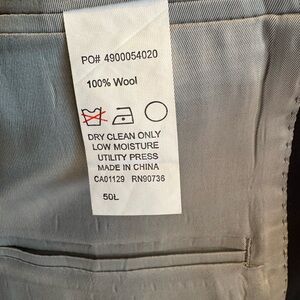 PO# 4900054020
100% Wool
DRY CLEAN ONLY
LOW MOISTURE
UTILITY PRESS
MADE IN CHINA
CA01129 RN90736
50L